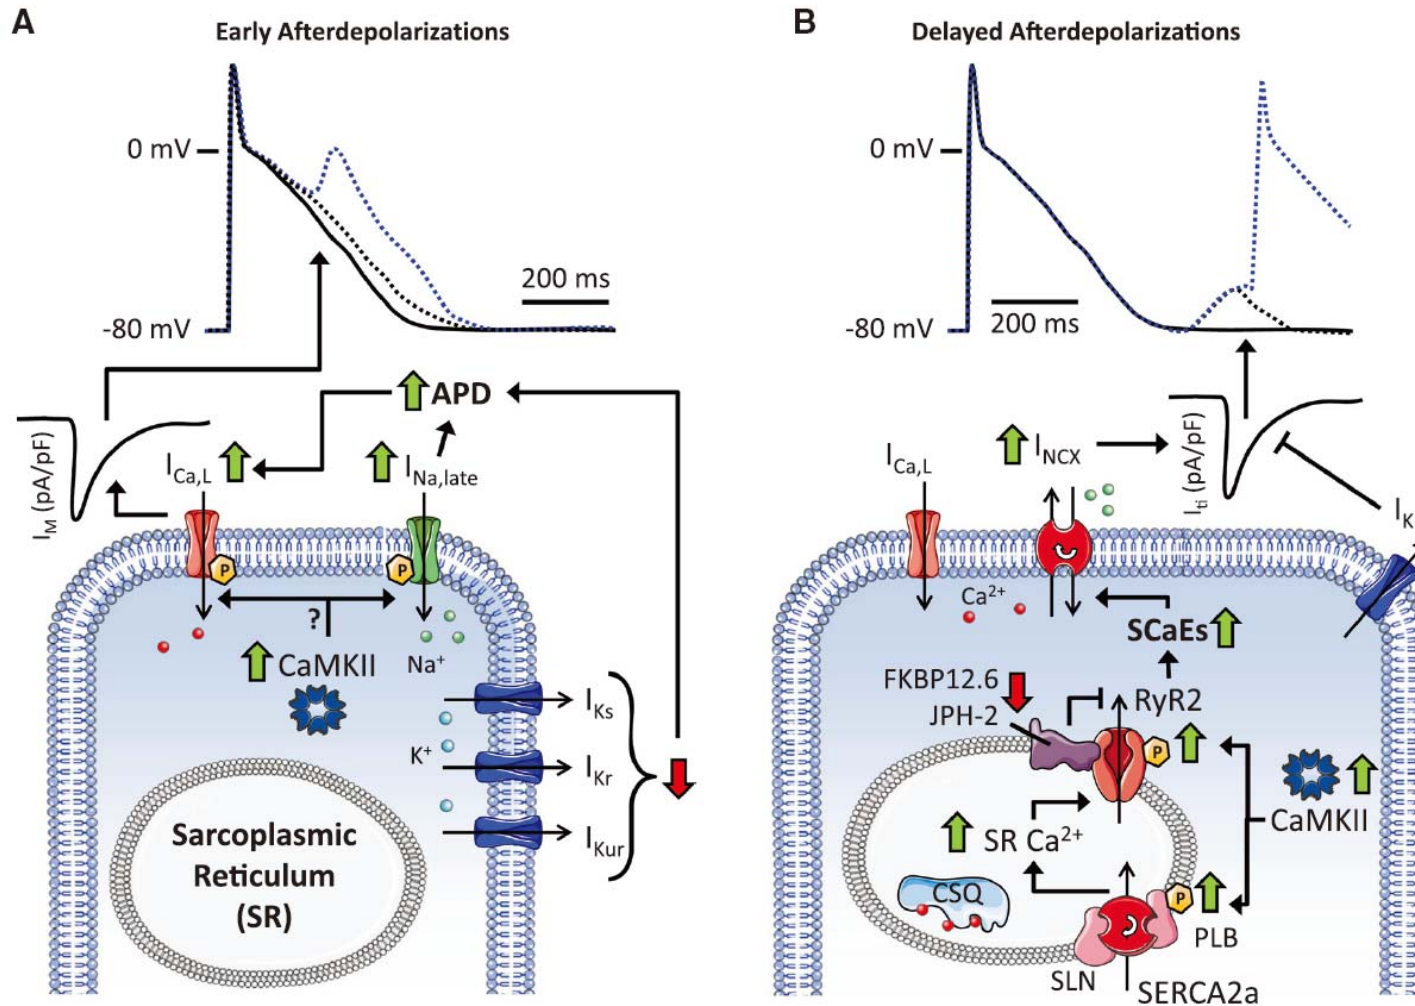 A
Early Afterdepolarizations
0 mV
-80 mV
200 ms
APD
I_M (pA/pF)
I_Ca,L
I_Na,late
P
P
?
CaMKII
Na⁺
K⁺
I_Ks
I_Kr
I_Kur
Sarcoplasmic
Reticulum
(SR)
B
Delayed Afterdepolarizations
0 mV
-80 mV
200 ms
I_NCX
I_ti (pA/pF)
I_Ca,L
I_K
Ca²⁺
SCaEs
FKBP12.6
JPH-2
RyR2
P
CaMKII
SR Ca²⁺
CSQ
P
PLB
SLN
SERCA2a